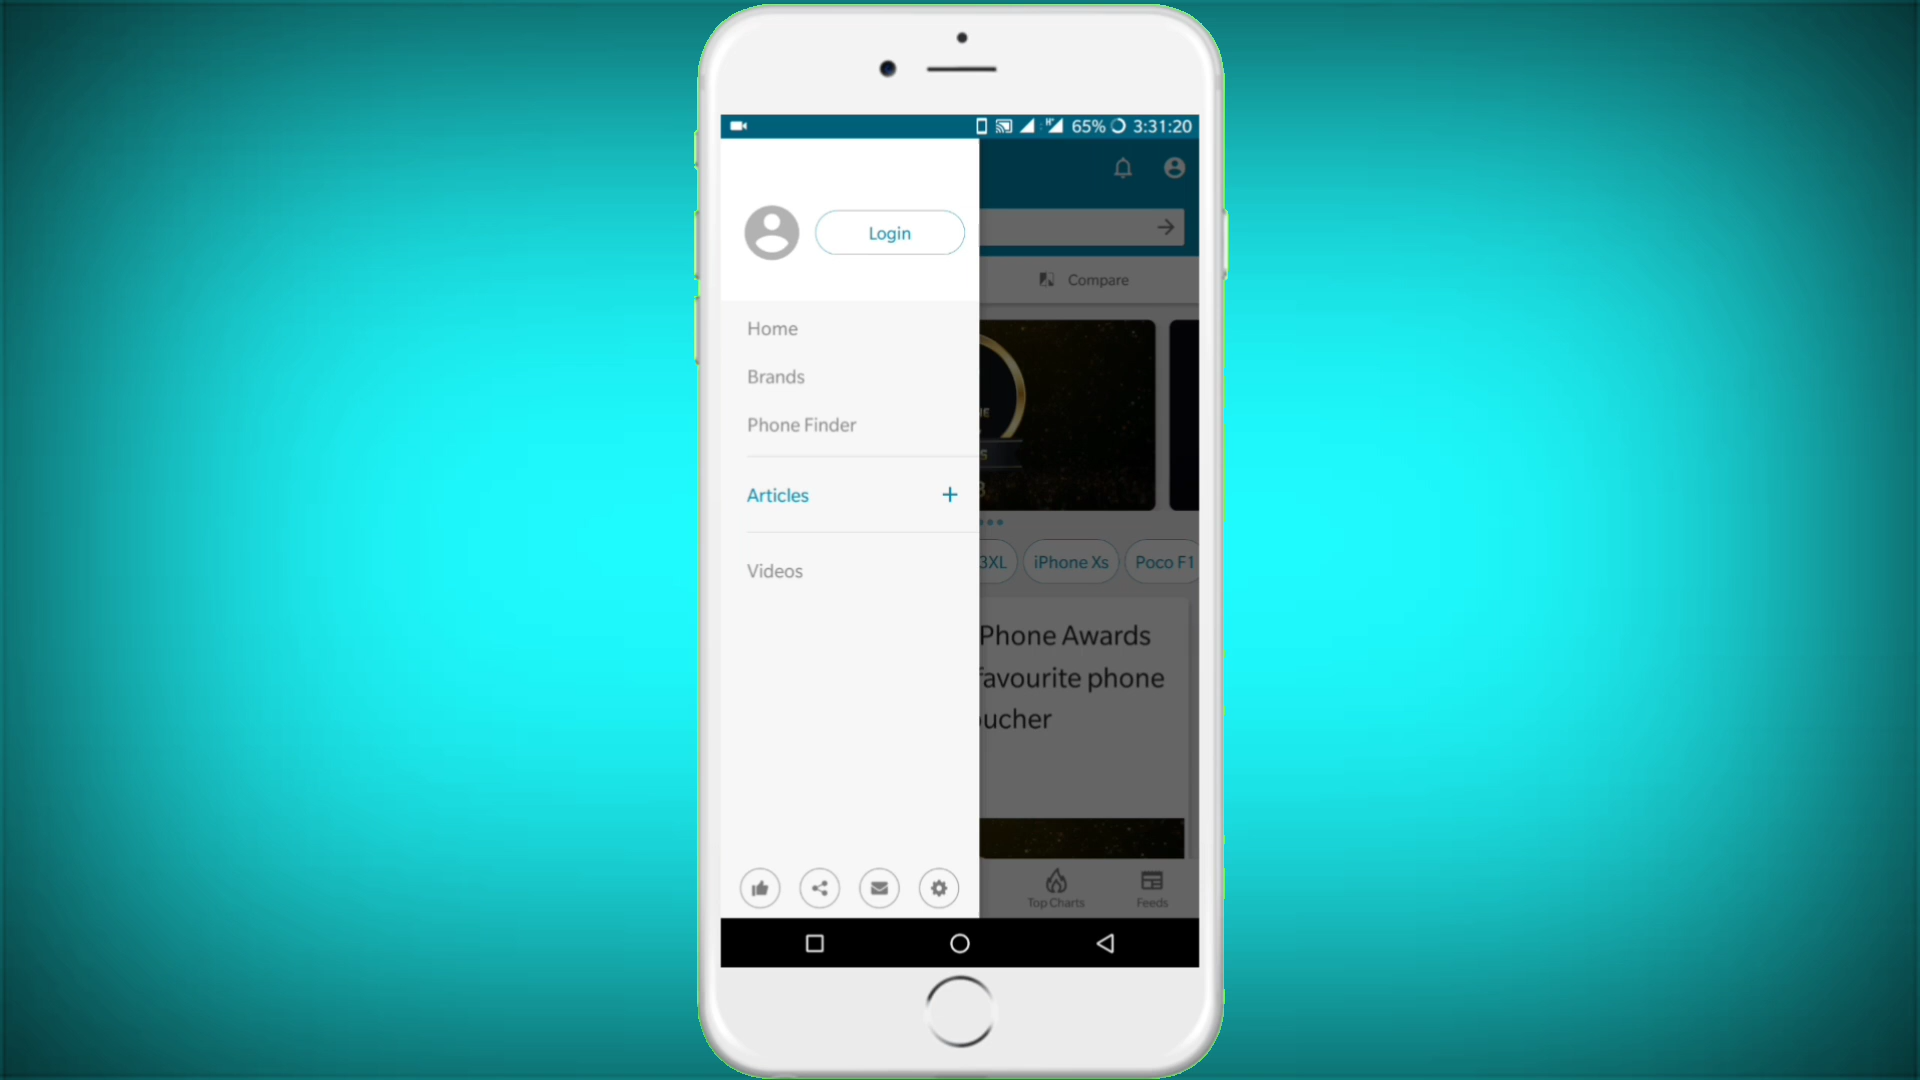 65% 3:31:20
Login
Compare
Home
Brands
Phone Finder
Articles +
Videos
3XL iPhone Xs Poco F1
Phone Awards
favourite phone
oucher
Top Charts Feeds